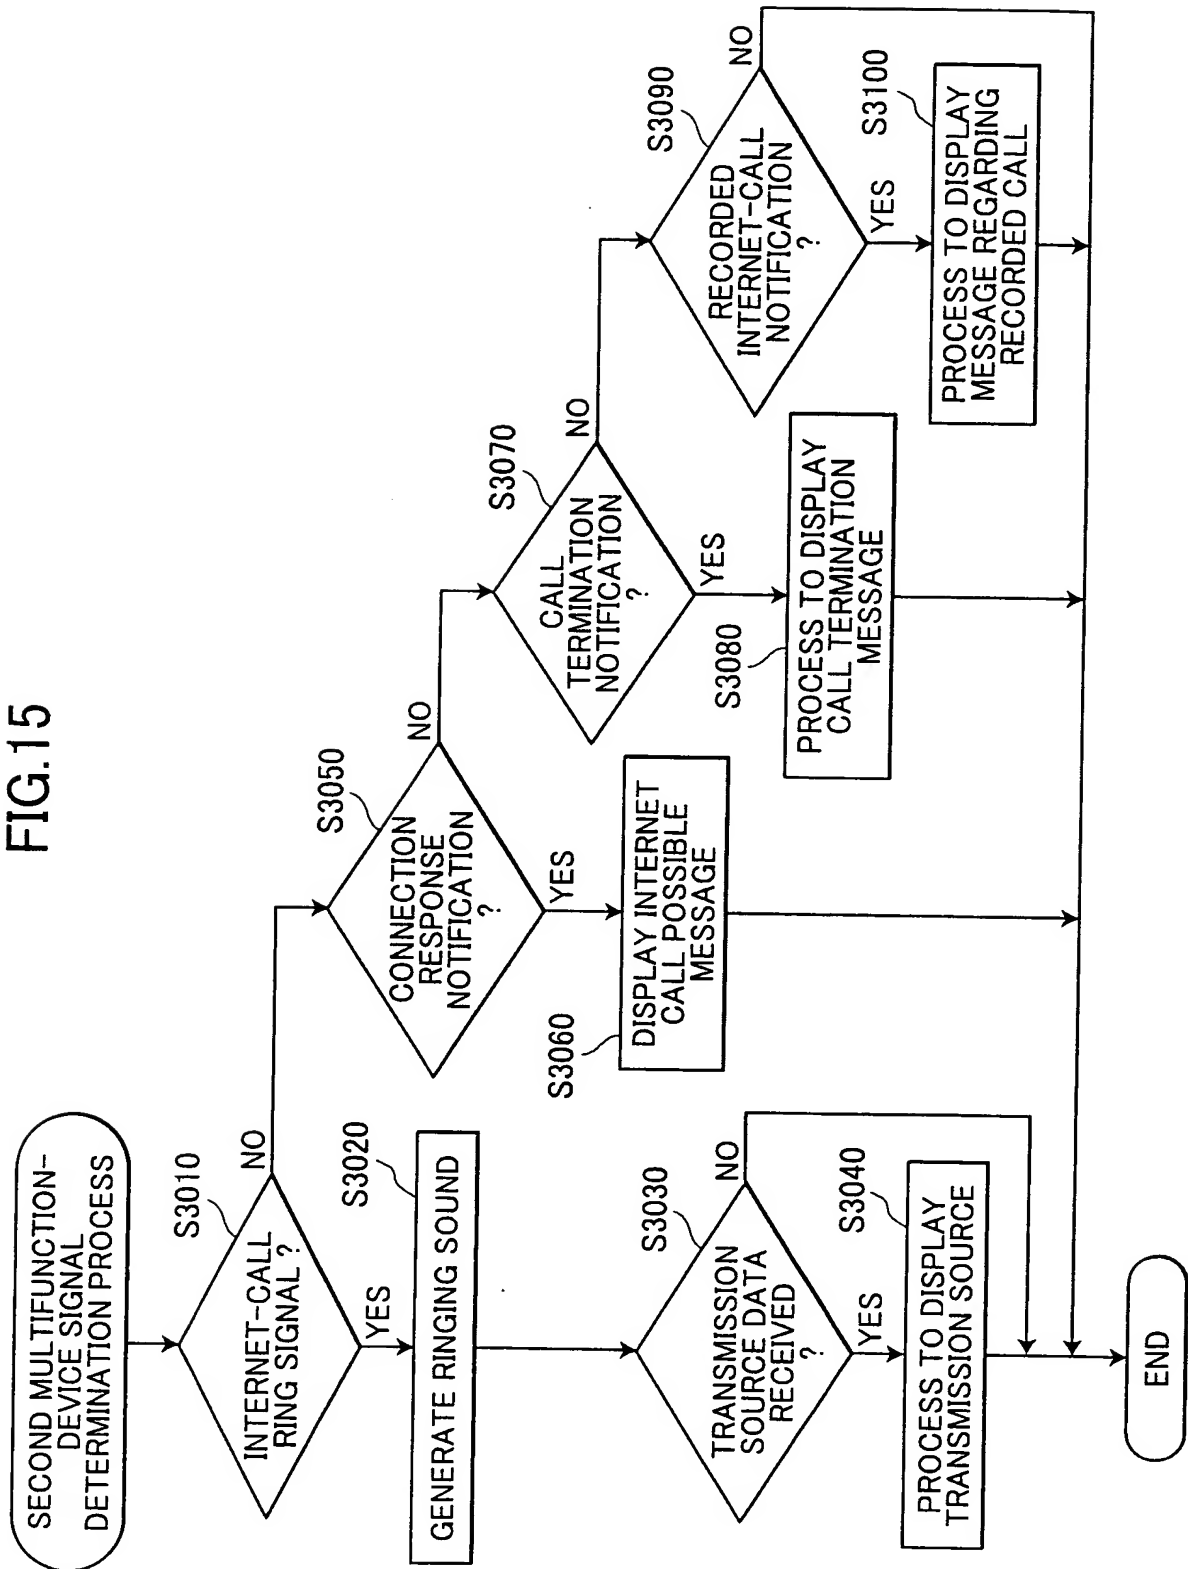 FIG.15
SECOND MULTIFUNCTION-
DEVICE SIGNAL
DETERMINATION PROCESS
S3010
INTERNET-CALL
RING SIGNAL ?
NO
YES
S3020
GENERATE RINGING SOUND
S3030
TRANSMISSION
SOURCE DATA
RECEIVED
?
NO
YES
S3040
PROCESS TO DISPLAY
TRANSMISSION SOURCE
END
S3050
CONNECTION
RESPONSE
NOTIFICATION
?
NO
YES
S3060
DISPLAY INTERNET
CALL POSSIBLE
MESSAGE
S3070
CALL
TERMINATION
NOTIFICATION
?
NO
YES
S3080
PROCESS TO DISPLAY
CALL TERMINATION
MESSAGE
S3090
RECORDED
INTERNET-CALL
NOTIFICATION
?
NO
YES
S3100
PROCESS TO DISPLAY
MESSAGE REGARDING
RECORDED CALL